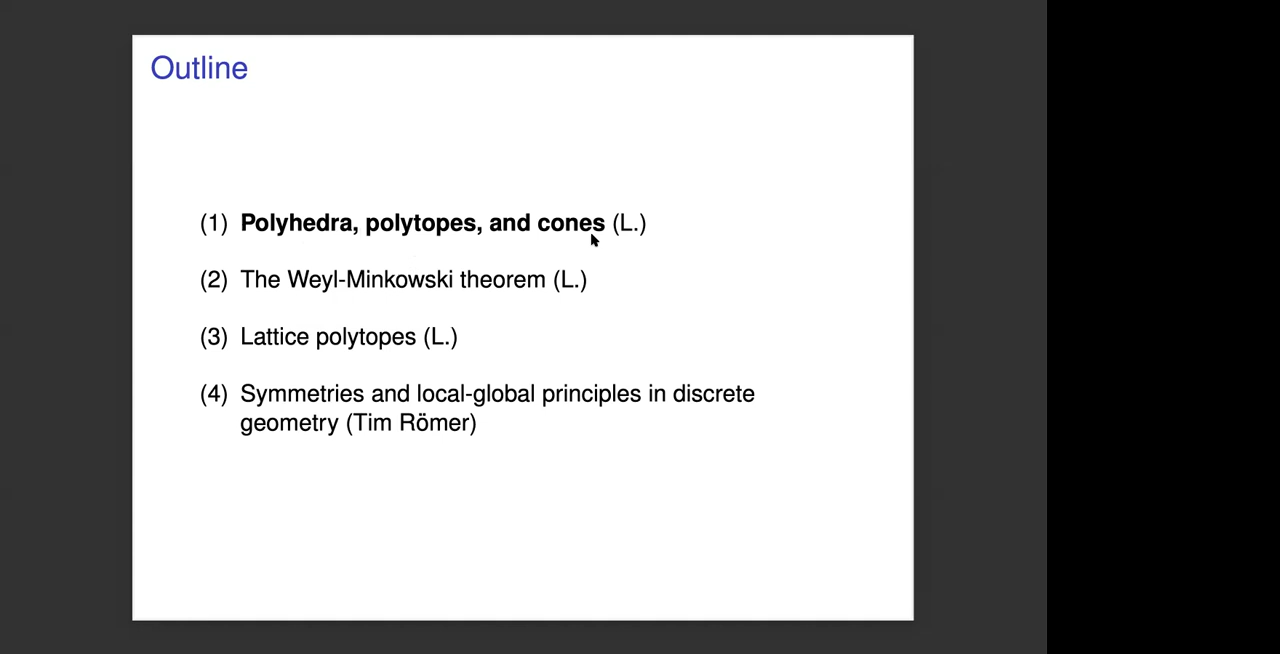 Outline
(1) Polyhedra, polytopes, and cones (L.)
(2) The Weyl-Minkowski theorem (L.)
(3) Lattice polytopes (L.)
(4) Symmetries and local-global principles in discrete
geometry (Tim Römer)